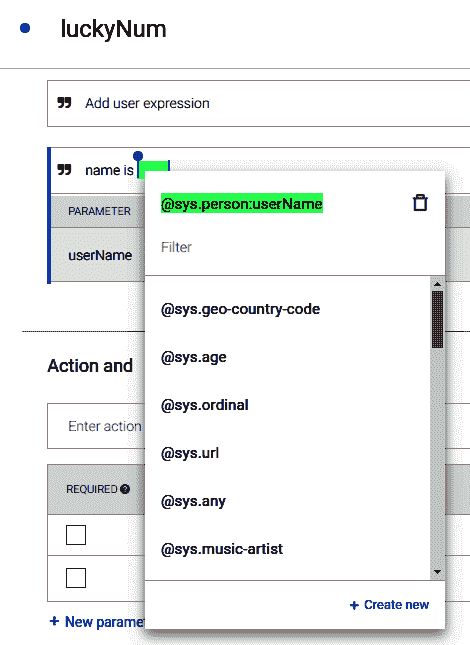 luckyNum
Add user expression
name is
@sys.person:userName
PARAMETER
Filter
userName
@sys.geo-country-code
@sys.age
Action and
@sys.ordinal
Enter action
@sys.url
REQUIRED
@sys.any
@sys.music-artist
+ Create new
+ New paramet